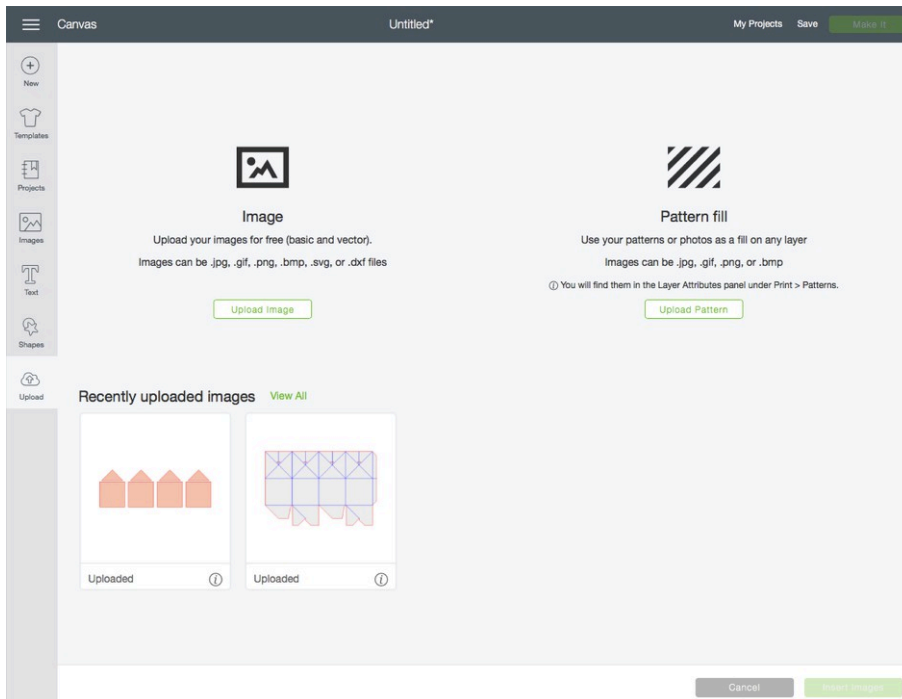 Canvas
Untitled*
My Projects
Save
Make It
New
Templates
Projects
Images
Text
Shapes
Upload
Image
Upload your images for free (basic and vector).
Images can be .jpg, .gif, .png, .bmp, .svg, or .dxf files
Upload Image
Pattern fill
Use your patterns or photos as a fill on any layer
Images can be .jpg, .gif, .png, or .bmp
ⓘ You will find them in the Layer Attributes panel under Print > Patterns.
Upload Pattern
Recently uploaded images View All
Uploaded
Uploaded
Cancel
Insert Images